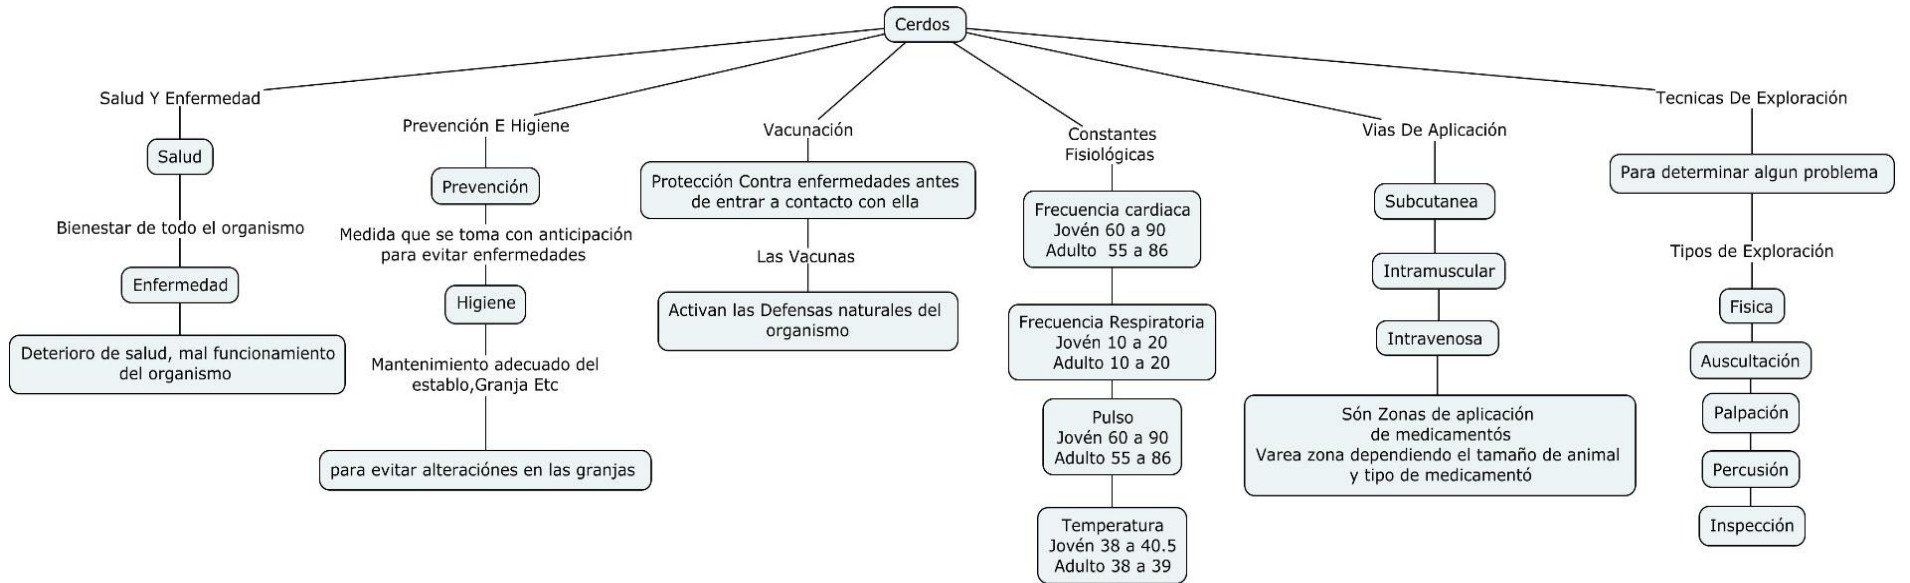 Cerdos
Salud Y Enfermedad
Salud
Bienestar de todo el organismo
Enfermedad
Deterioro de salud, mal funcionamiento
del organismo
Prevención E Higiene
Prevención
Medida que se toma con anticipación
para evitar enfermedades
Higiene
Mantenimiento adecuado del
establo,Granja Etc
para evitar alteraciónes en las granjas
Vacunación
Protección Contra enfermedades antes
de entrar a contacto con ella
Las Vacunas
Activan las Defensas naturales del
organismo
Constantes
Fisiológicas
Frecuencia cardiaca
Jovén 60 a 90
Adulto 55 a 86
Frecuencia Respiratoria
Jovén 10 a 20
Adulto 10 a 20
Pulso
Jovén 60 a 90
Adulto 55 a 86
Temperatura
Jovén 38 a 40.5
Adulto 38 a 39
Vias De Aplicación
Subcutanea
Intramuscular
Intravenosa
Són Zonas de aplicación
de medicamentós
Varea zona dependiendo el tamaño de animal
y tipo de medicamentó
Tecnicas De Exploración
Para determinar algun problema
Tipos de Exploración
Fisica
Auscultación
Palpación
Percusión
Inspección